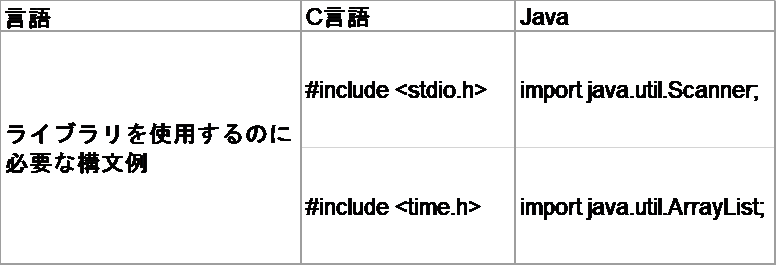 言語 C言語 Java
#include <stdio.h> import java.util.Scanner;
ライブラリを使用するのに
必要な構文例
#include <time.h> import java.util.ArrayList;